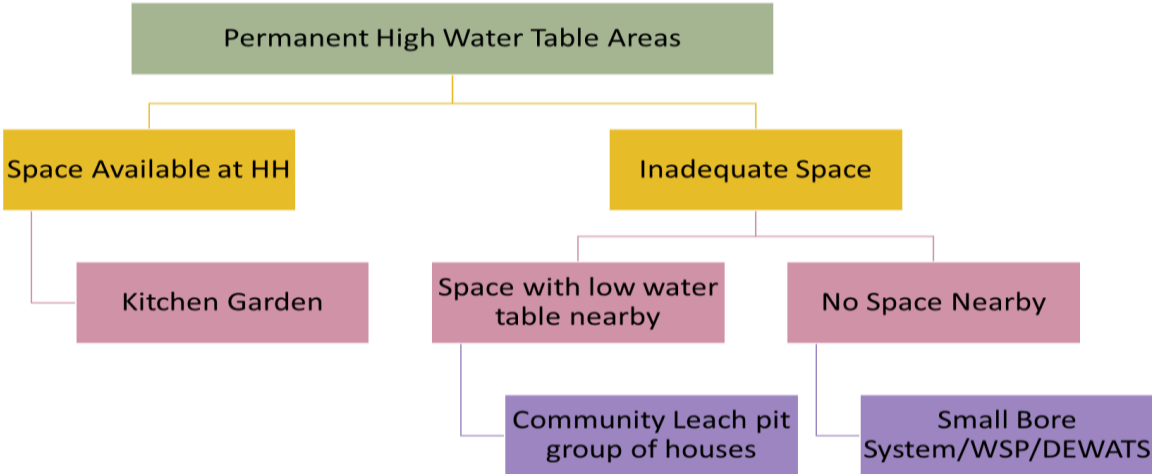 Permanent High Water Table Areas
Space Available at HH
Inadequate Space
Kitchen Garden
Space with low water
table nearby
No Space Nearby
Community Leach pit
group of houses
Small Bore
System/WSP/DEWATS